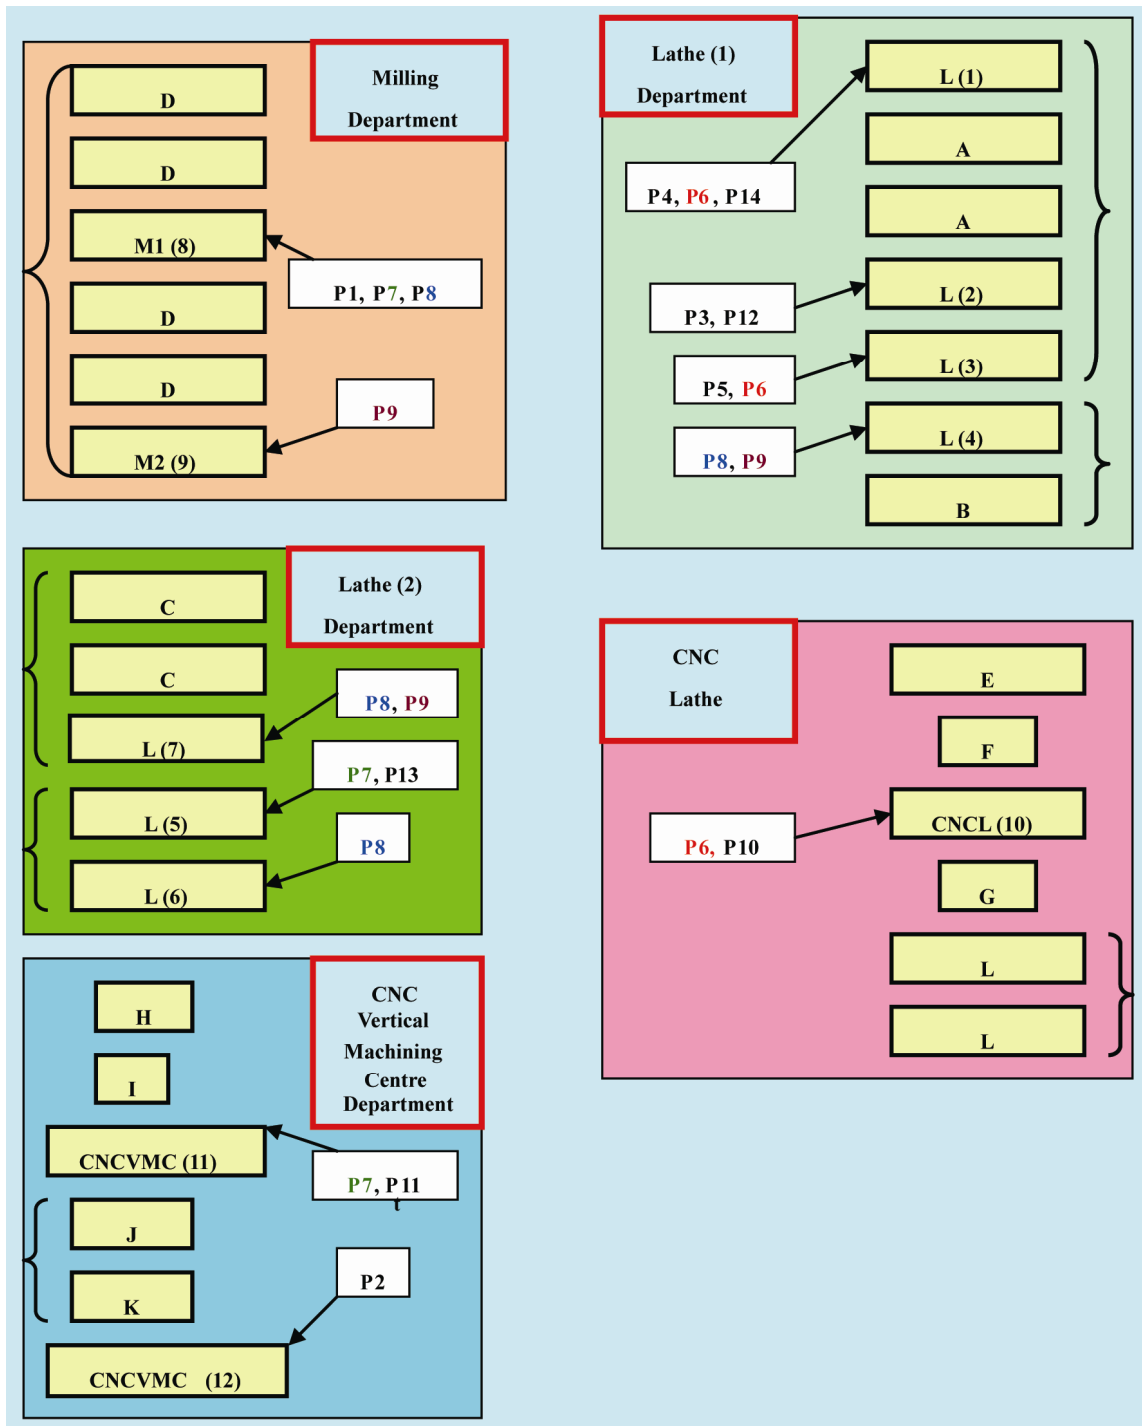 Milling
Department
D
D
M1 (8)
P1, P7, P8
D
D
P9
M2 (9)
Lathe (1)
Department
L (1)
A
P4, P6, P14
A
L (2)
P3, P12
L (3)
P5, P6
L (4)
P8, P9
B
Lathe (2)
Department
C
C
P8, P9
L (7)
P7, P13
L (5)
P8
L (6)
CNC
Lathe
E
F
CNCL (10)
P6, P10
G
L
L
CNC
Vertical
Machining
Centre
Department
H
I
CNCVMC (11)
P7, P11
t
J
P2
K
CNCVMC (12)